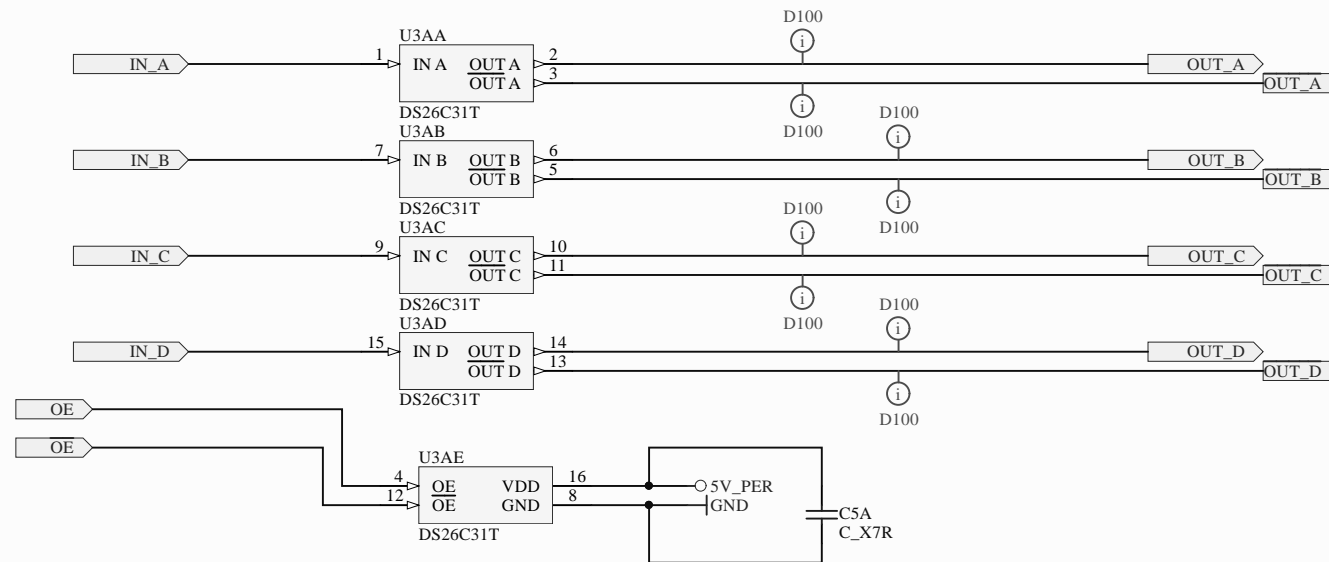 D100
U3AA
IN_A 1 IN A OUT A 2 OUT_A
OUT A 3 OUT_A
DS26C31T
D100
D100
U3AB
IN_B 7 IN B OUT B 6 OUT_B
OUT B 5 OUT_B
DS26C31T
D100
D100
U3AC
IN_C 9 IN C OUT C 10 OUT_C
OUT C 11 OUT_C
DS26C31T
D100
D100
U3AD
IN_D 15 IN D OUT D 14 OUT_D
OUT D 13 OUT_D
DS26C31T
D100
OE
OE
U3AE
4 OE VDD 16 5V_PER
12 OE GND 8 GND
DS26C31T
C5A
C_X7R